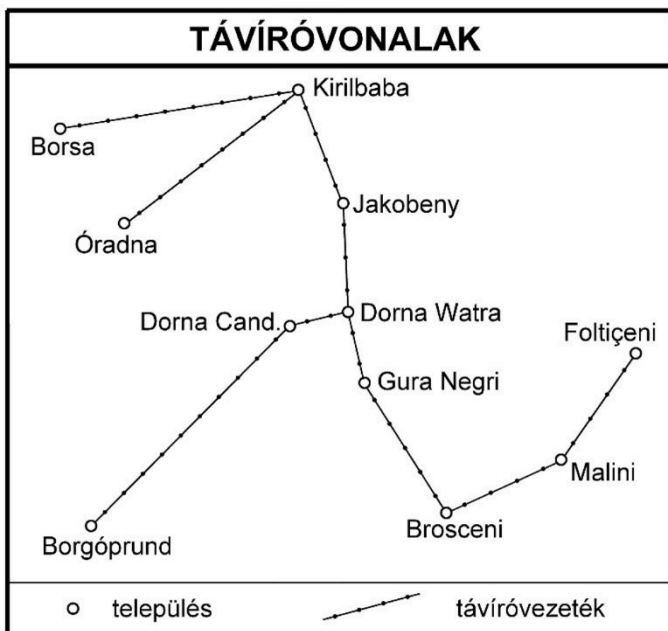 TÁVÍRÓVONALAK
Kirilbaba
Borsa
Jakobeny
Óradna
Dorna Cand.
Dorna Watra
Foltiçeni
Gura Negri
Malini
Brosceni
Borgóprund
település
távíróvezeték